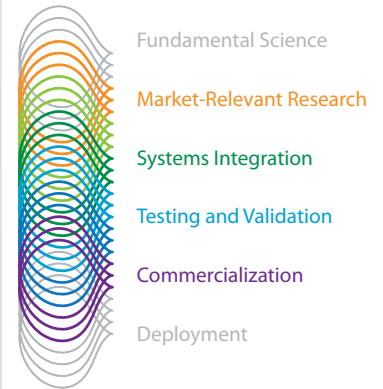 Fundamental Science
Market-Relevant Research
Systems Integration
Testing and Validation
Commercialization
Deployment